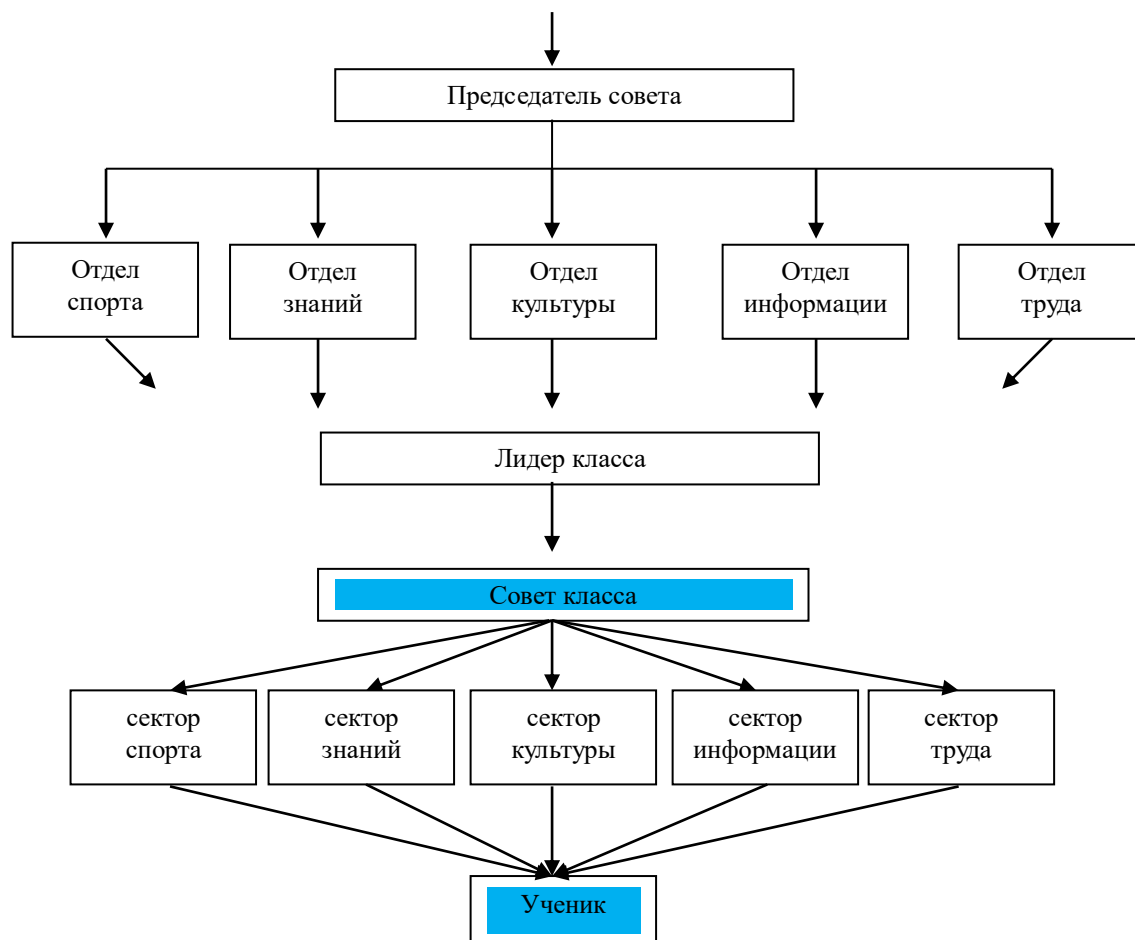 Председатель совета
Отдел
спорта
Отдел
знаний
Отдел
культуры
Отдел
информации
Отдел
труда
Лидер класса
Совет класса
сектор
спорта
сектор
знаний
сектор
культуры
сектор
информации
сектор
труда
Ученик